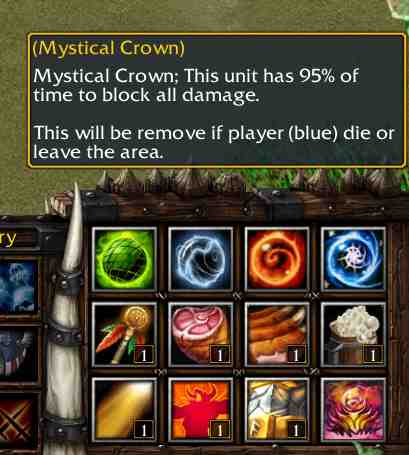 (Mystical Crown)
Mystical Crown; This unit has 95% of
time to block all damage.
This will be remove if player (blue) die or
leave the area.
ry
1 1 1 1
1 1 1